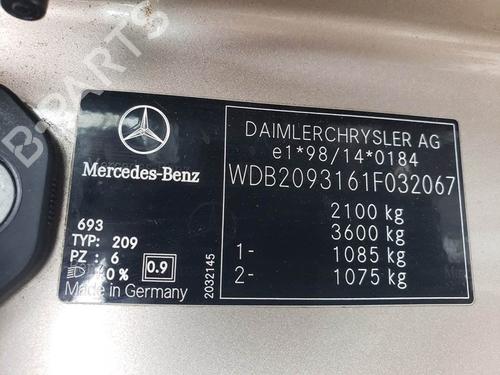 B-PARTS
Mercedes-Benz
693
TYP: 209
PZ : 6
.0% 0.9
Made in Germany
2032145
DAIMLERCHRYSLER AG
e1*98/14*0184
WDB2093161F032067
2100 kg
3600 kg
1- 1085 kg
2- 1075 kg